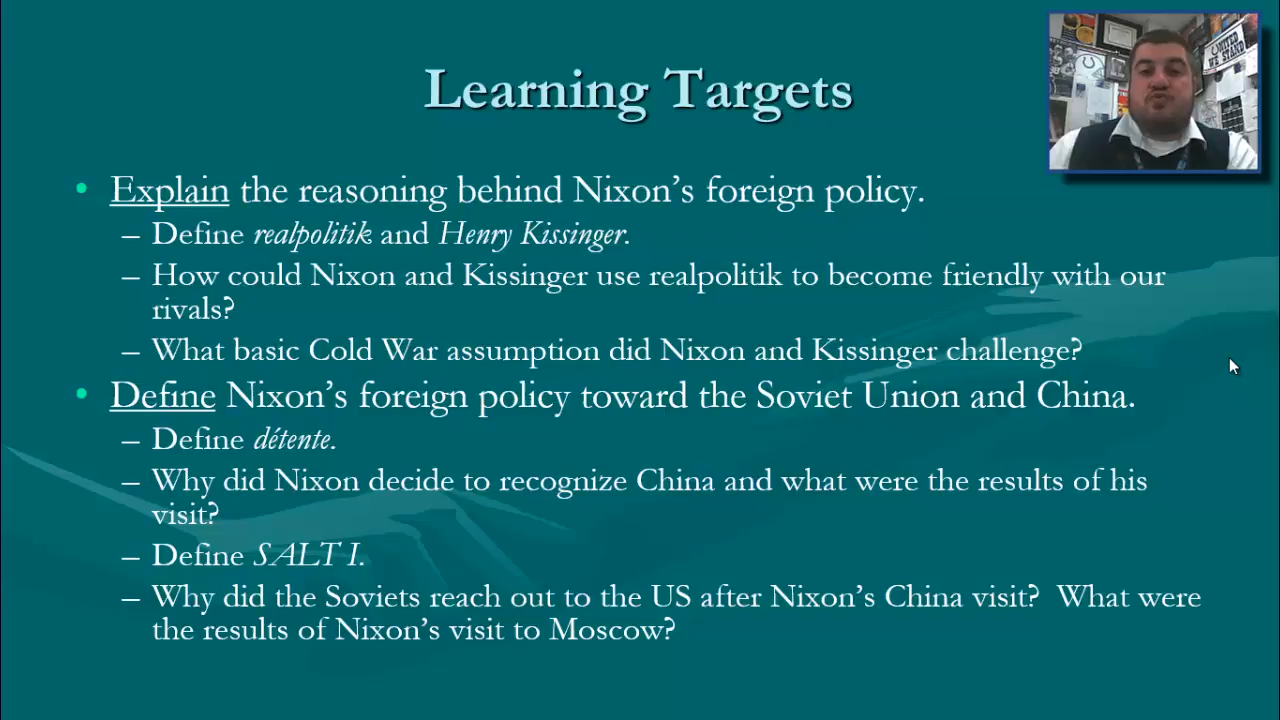 Learning Targets
UNITED
WE STAND
• Explain the reasoning behind Nixon's foreign policy.
– Define realpolitik and Henry Kissinger.
– How could Nixon and Kissinger use realpolitik to become friendly with our
rivals?
– What basic Cold War assumption did Nixon and Kissinger challenge?
• Define Nixon's foreign policy toward the Soviet Union and China.
– Define détente.
– Why did Nixon decide to recognize China and what were the results of his
visit?
– Define SALT I.
– Why did the Soviets reach out to the US after Nixon's China visit?  What were
the results of Nixon's visit to Moscow?